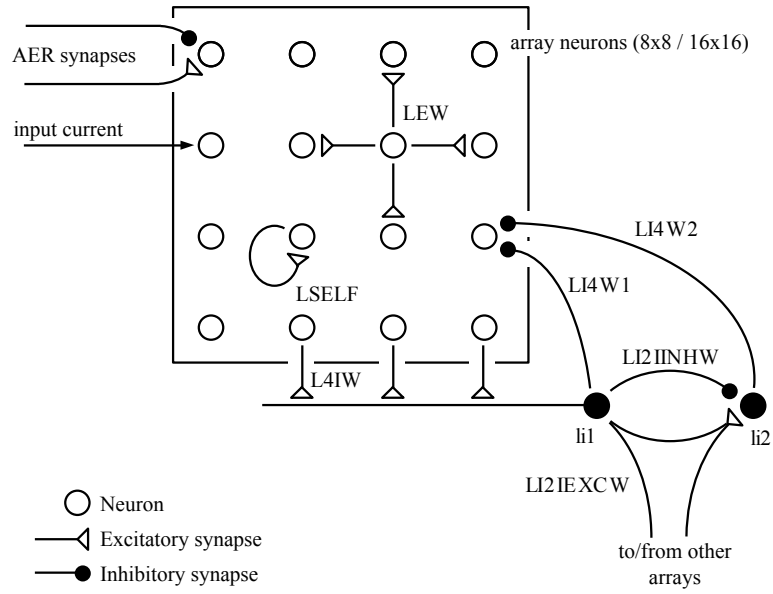 AER synapses
array neurons (8x8 / 16x16)
LEW
input current
LI4W2
LSELF
LI4W1
L4IW
LI2IINHW
li1
li2
LI2IEXCW
Neuron
Excitatory synapse
Inhibitory synapse
to/from other
arrays